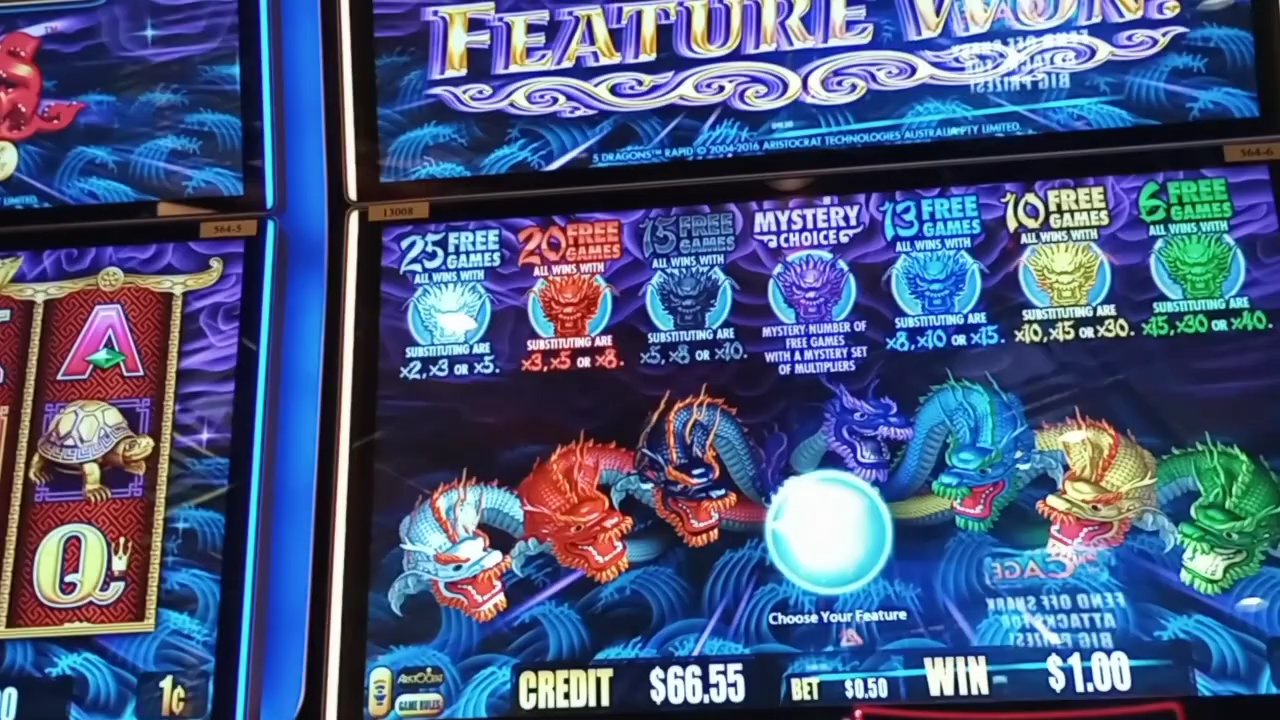 FEATURE WON!
5 DRAGONS™ RAPID © 2004-2016 ARISTOCRAT TECHNOLOGIES AUSTRALIA PTY LIMITED.
LIMITED.
564-5
13008
564-6
25 FREE GAMES
ALL WINS WITH
SUBSTITUTING ARE
x2, x3 OR x5.
20 FREE GAMES
ALL WINS WITH
SUBSTITUTING ARE
x3, x5 OR x8.
15 FREE GAMES
ALL WINS WITH
SUBSTITUTING ARE
x5, x8 OR x10.
MYSTERY
CHOICE
MYSTERY NUMBER OF
FREE GAMES
WITH A MYSTERY SET
OF MULTIPLIERS
13 FREE GAMES
ALL WINS WITH
SUBSTITUTING ARE
x8, x10 OR x15.
10 FREE GAMES
ALL WINS WITH
SUBSTITUTING ARE
x10, x15 OR x30.
6 FREE GAMES
ALL WINS WITH
SUBSTITUTING ARE
x15, x30 OR x40.
A
Q
1¢
CAGE
FEND OFF SHARK
ATTACKS FOR
BIG PRIZES!
Choose Your Feature
ARISTOCRAT
GAME RULES
CREDIT $66.55
BET $0.50
WIN $1.00